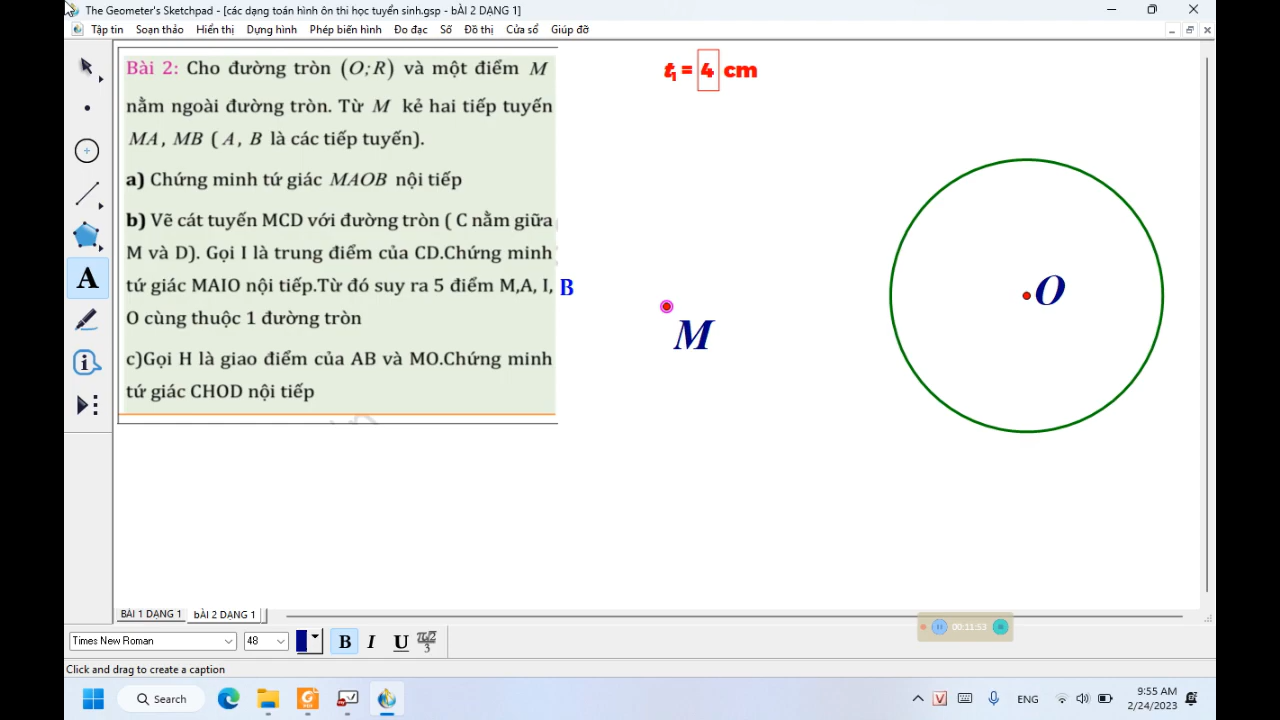 The Geometer's Sketchpad - [các dạng toán hình ôn thi học tuyển sinh.gsp - bÀI 2 DẠNG 1]
Tập tin Soạn thảo Hiển thị Dựng hình Phép biến hình Đo đạc Số Đồ thị Cửa sổ Giúp đỡ
Bài 2: Cho đường tròn (O;R) và một điểm M
nằm ngoài đường tròn. Từ M kẻ hai tiếp tuyến
MA, MB ( A, B là các tiếp tuyến).
a) Chứng minh tứ giác MAOB nội tiếp
b) Vẽ cát tuyến MCD với đường tròn ( C nằm giữa
M và D). Gọi I là trung điểm của CD.Chứng minh
tứ giác MAIO nội tiếp.Từ đó suy ra 5 điểm M,A, I, B
O cùng thuộc 1 đường tròn
c)Gọi H là giao điểm của AB và MO.Chứng minh
tứ giác CHOD nội tiếp
t₁ = 4 cm
O
M
A
i
BÀI 1 DẠNG 1 bÀI 2 DẠNG 1
00:11:53
Times New Roman 48 B I U
Click and drag to create a caption
Search
PDF
V
ENG
9:55 AM
2/24/2023